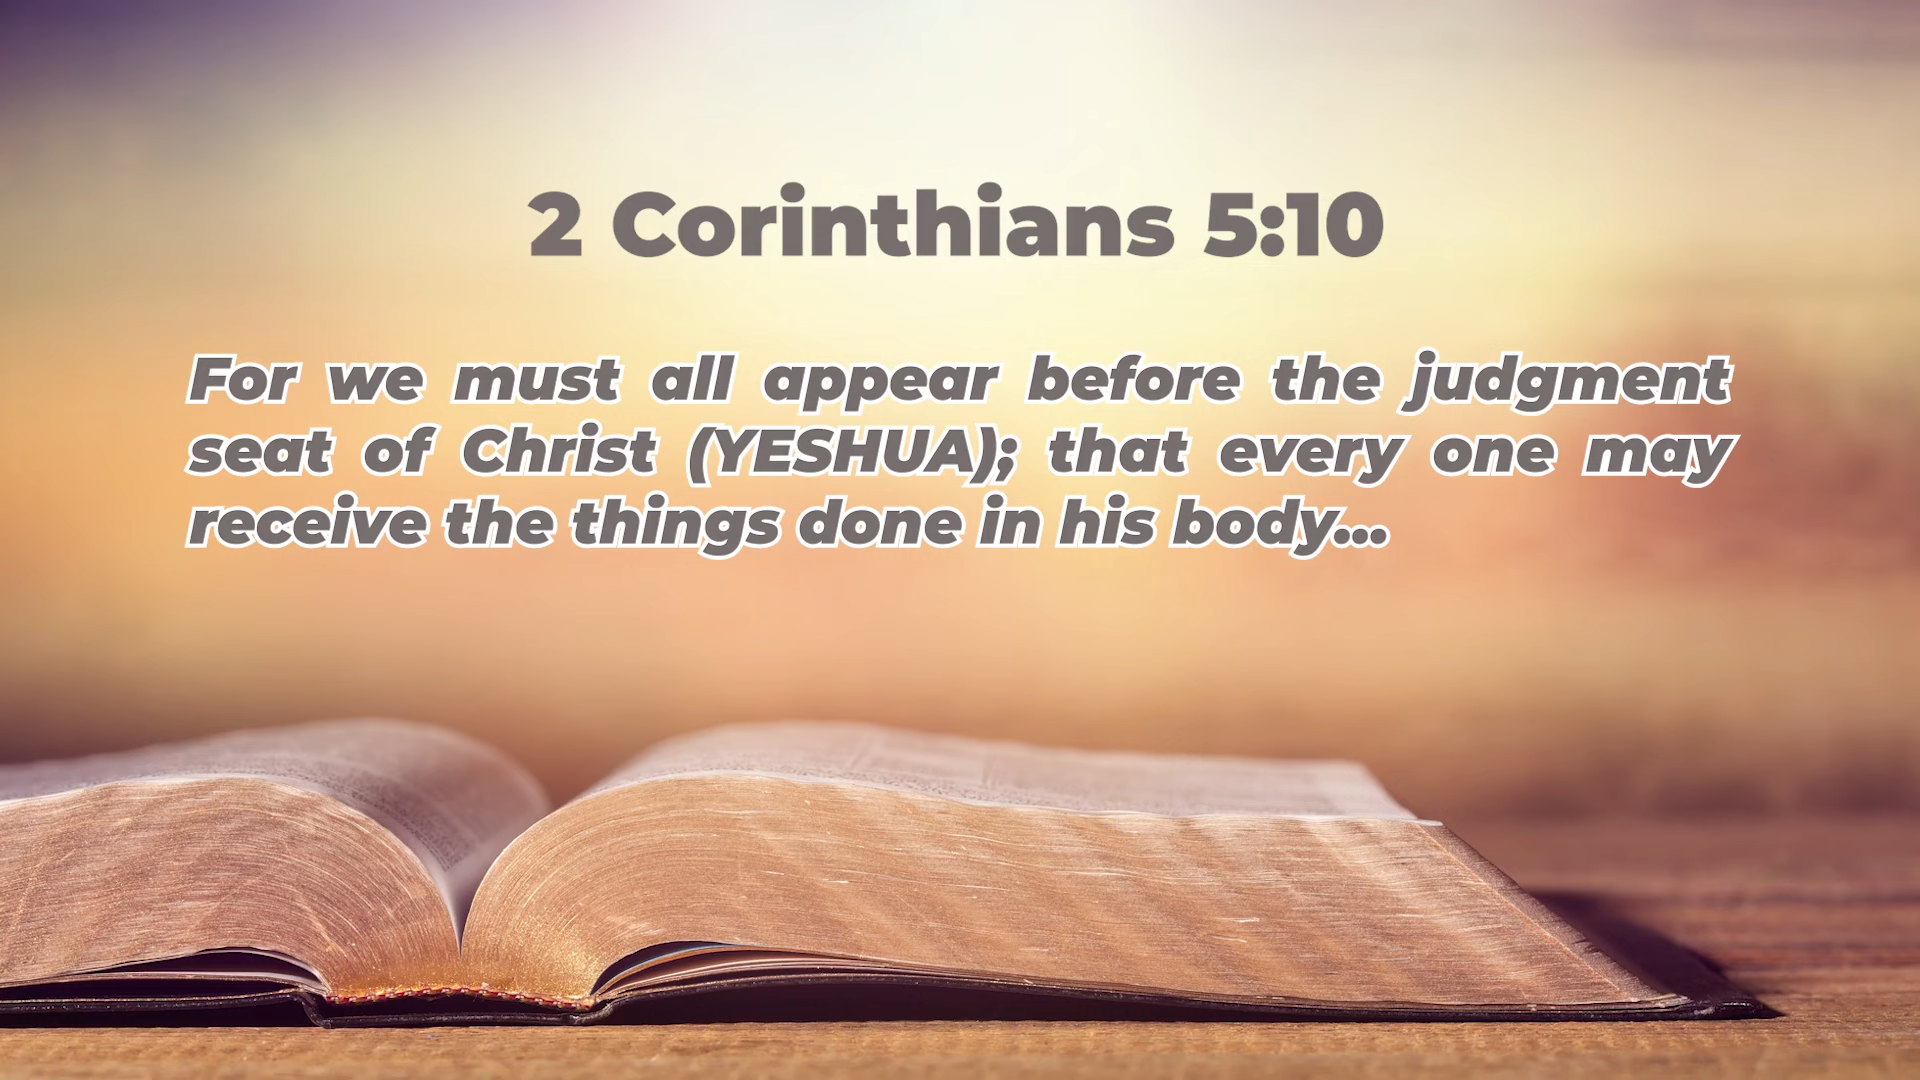 2 Corinthians 5:10
For we must all appear before the judgment
seat of Christ (YESHUA); that every one may
receive the things done in his body...